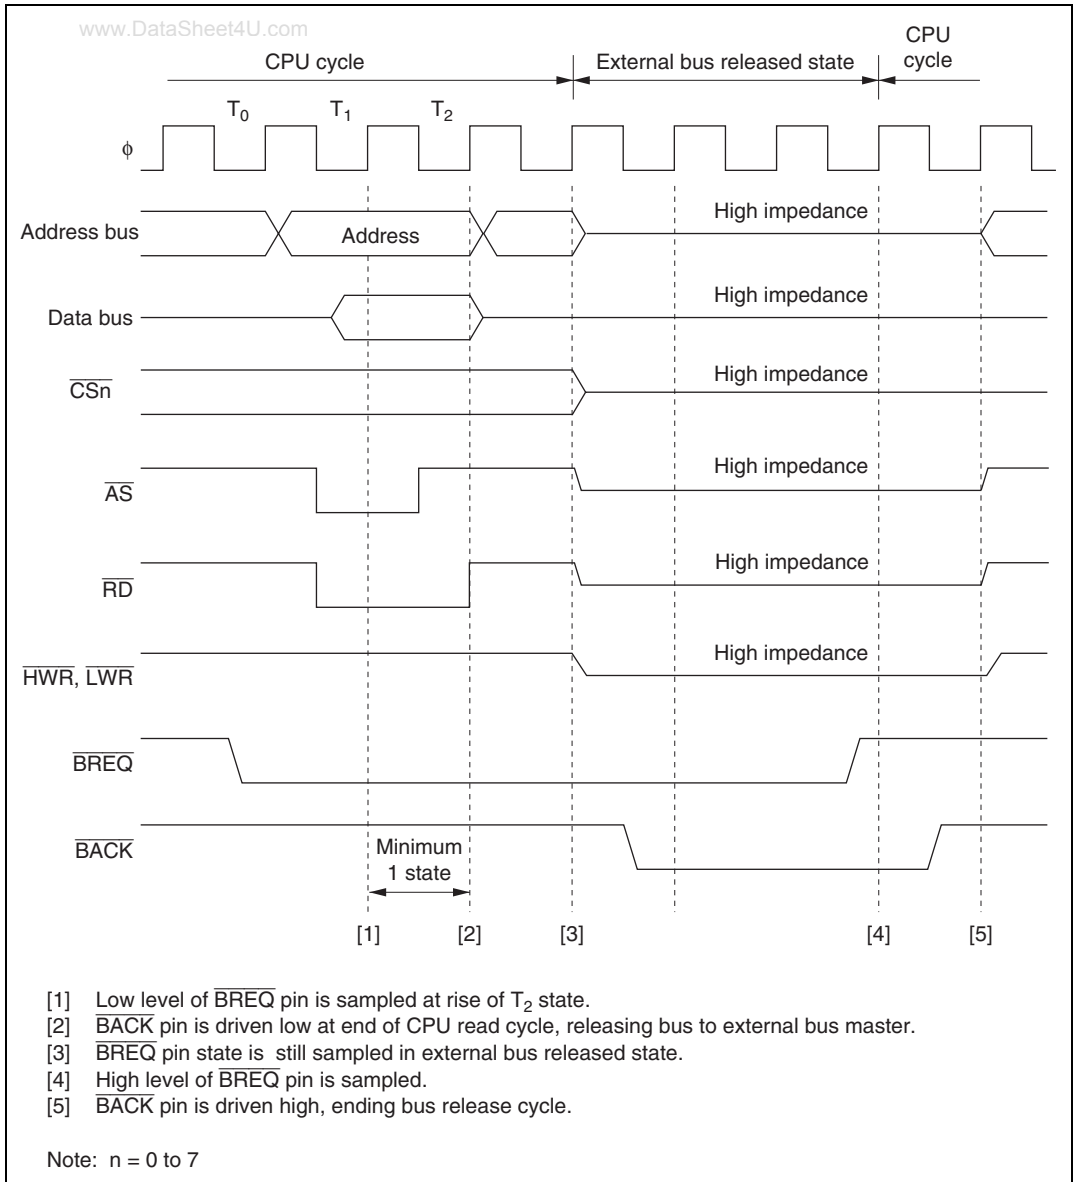 www.DataSheet4U.com
CPU cycle
External bus released state
CPU
cycle
T0 T1 T2
ϕ
Address bus
Address
High impedance
Data bus
High impedance
CSn
High impedance
AS
High impedance
RD
High impedance
HWR, LWR
High impedance
BREQ
BACK
Minimum
1 state
[1] [2] [3] [4] [5]
[1] Low level of BREQ pin is sampled at rise of T2 state.
[2] BACK pin is driven low at end of CPU read cycle, releasing bus to external bus master.
[3] BREQ pin state is still sampled in external bus released state.
[4] High level of BREQ pin is sampled.
[5] BACK pin is driven high, ending bus release cycle.
Note: n = 0 to 7